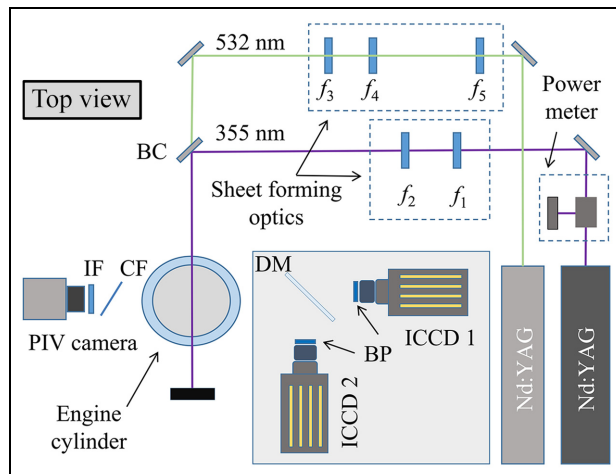 532 nm
Top view
f3
f4
f5
Power
meter
BC
355 nm
Sheet forming
optics
f2
f1
IF
CF
DM
PIV camera
ICCD 1
BP
ICCD 2
Engine
cylinder
Nd:YAG
Nd:YAG